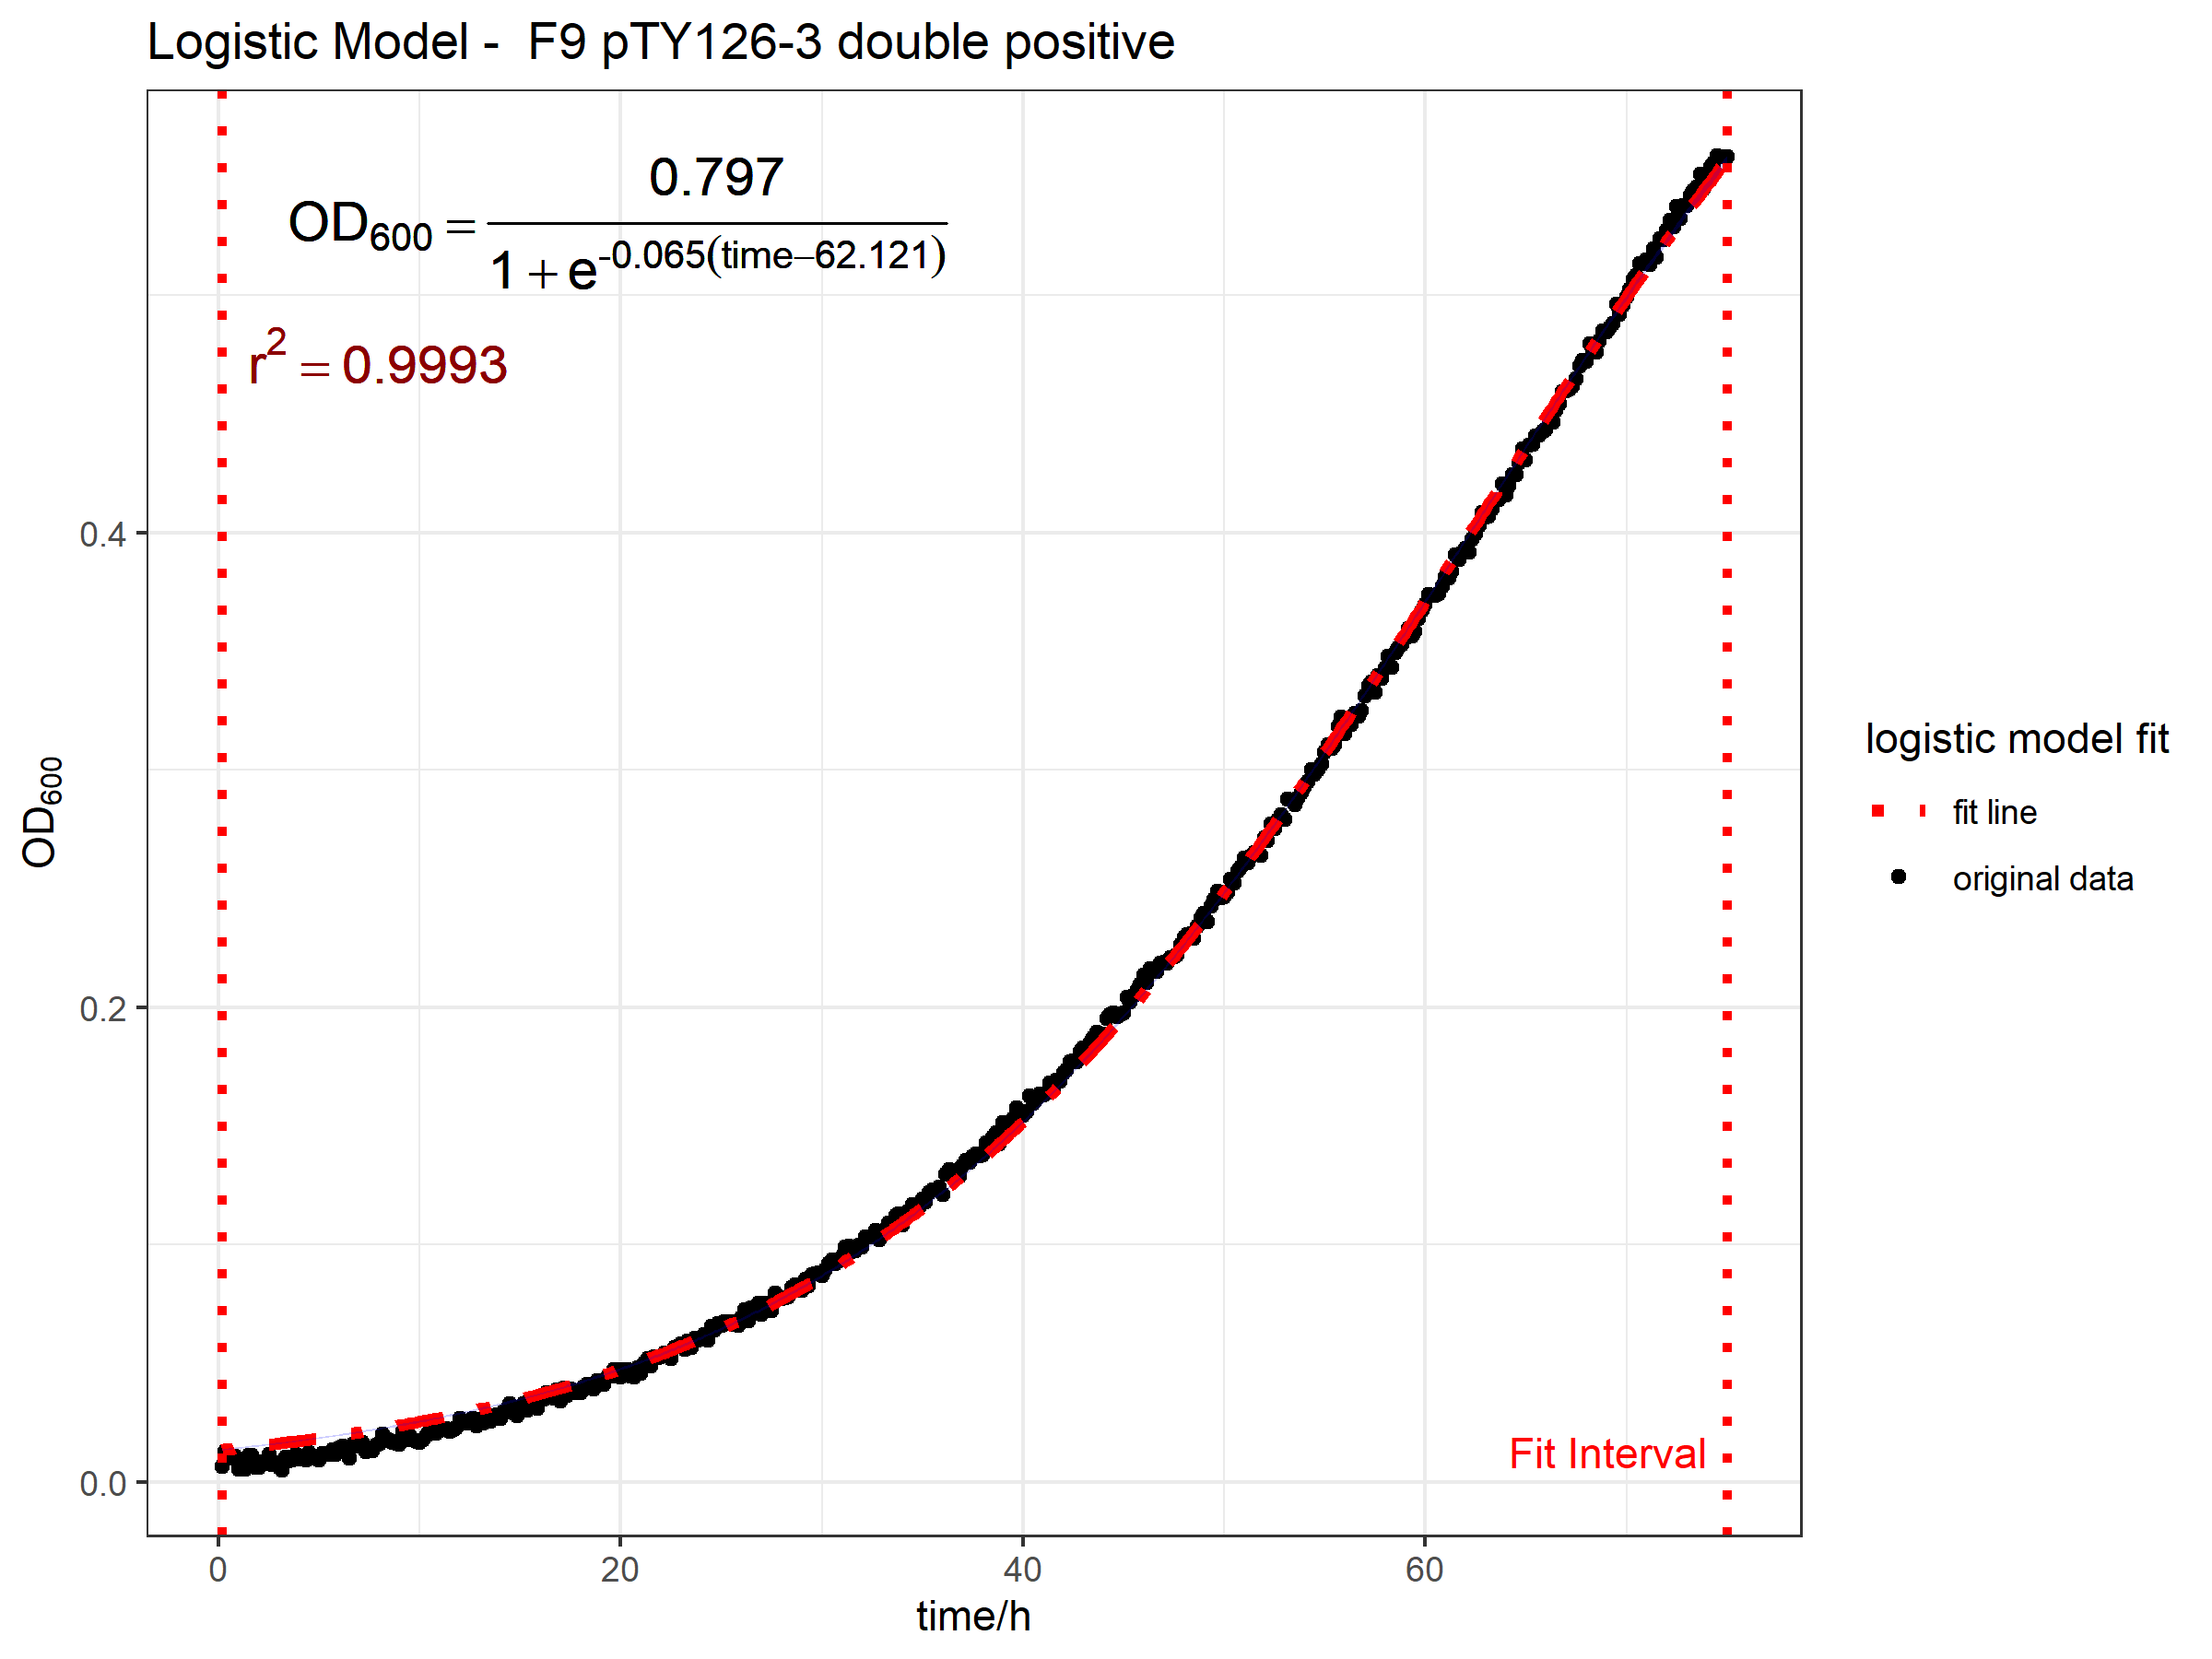 Logistic Model -  F9 pTY126-3 double positive
OD600 = 0.797 / 1 + e^-0.065(time−62.121)
r² = 0.9993
OD600
0.4
0.2
0.0
Fit Interval
0 20 40 60
time/h
logistic model fit
fit line
original data